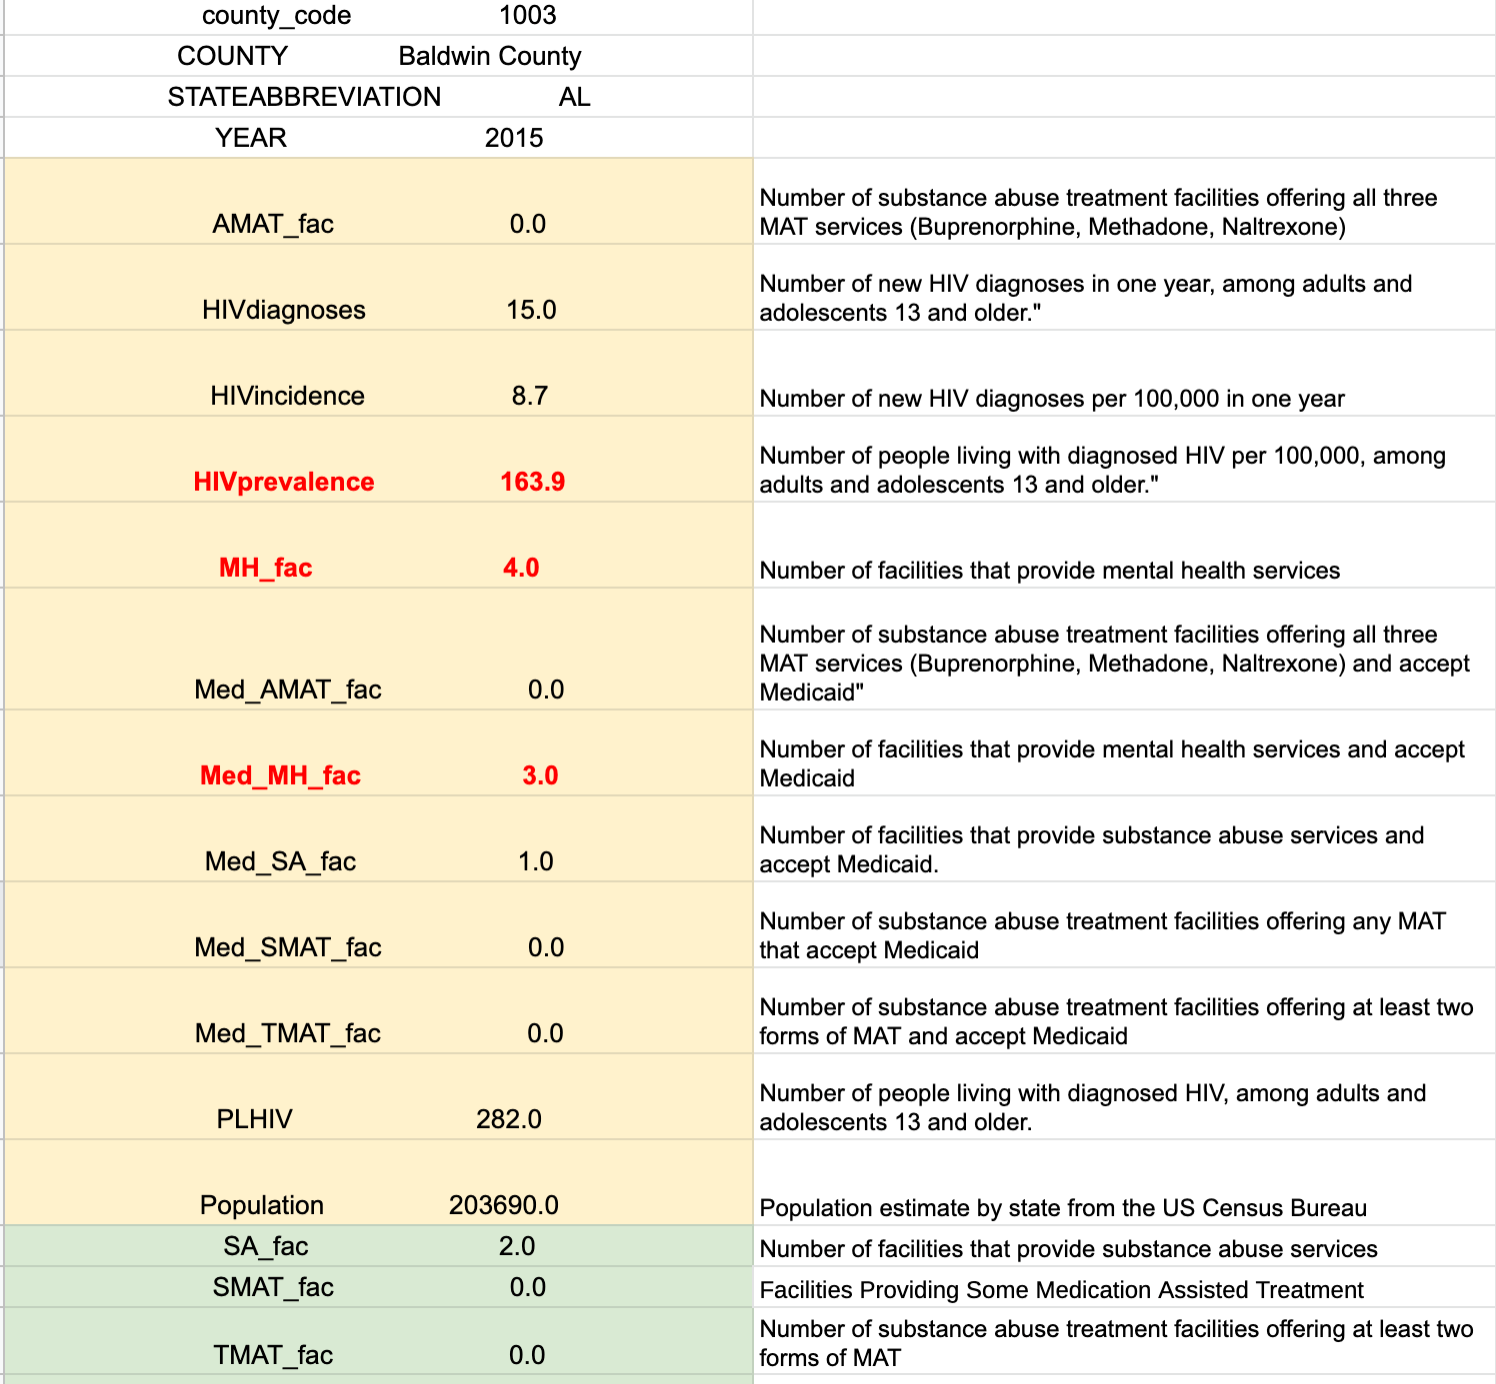 county_code 1003
COUNTY Baldwin County
STATEABBREVIATION AL
YEAR 2015
Number of substance abuse treatment facilities offering all three
AMAT_fac 0.0 MAT services (Buprenorphine, Methadone, Naltrexone)
Number of new HIV diagnoses in one year, among adults and
HIVdiagnoses 15.0 adolescents 13 and older."
HIVincidence 8.7 Number of new HIV diagnoses per 100,000 in one year
Number of people living with diagnosed HIV per 100,000, among
HIVprevalence 163.9 adults and adolescents 13 and older."
MH_fac 4.0 Number of facilities that provide mental health services
Number of substance abuse treatment facilities offering all three
MAT services (Buprenorphine, Methadone, Naltrexone) and accept
Med_AMAT_fac 0.0 Medicaid"
Number of facilities that provide mental health services and accept
Med_MH_fac 3.0 Medicaid
Number of facilities that provide substance abuse services and
Med_SA_fac 1.0 accept Medicaid.
Number of substance abuse treatment facilities offering any MAT
Med_SMAT_fac 0.0 that accept Medicaid
Number of substance abuse treatment facilities offering at least two
Med_TMAT_fac 0.0 forms of MAT and accept Medicaid
Number of people living with diagnosed HIV, among adults and
PLHIV 282.0 adolescents 13 and older.
Population 203690.0 Population estimate by state from the US Census Bureau
SA_fac 2.0 Number of facilities that provide substance abuse services
SMAT_fac 0.0 Facilities Providing Some Medication Assisted Treatment
Number of substance abuse treatment facilities offering at least two
TMAT_fac 0.0 forms of MAT